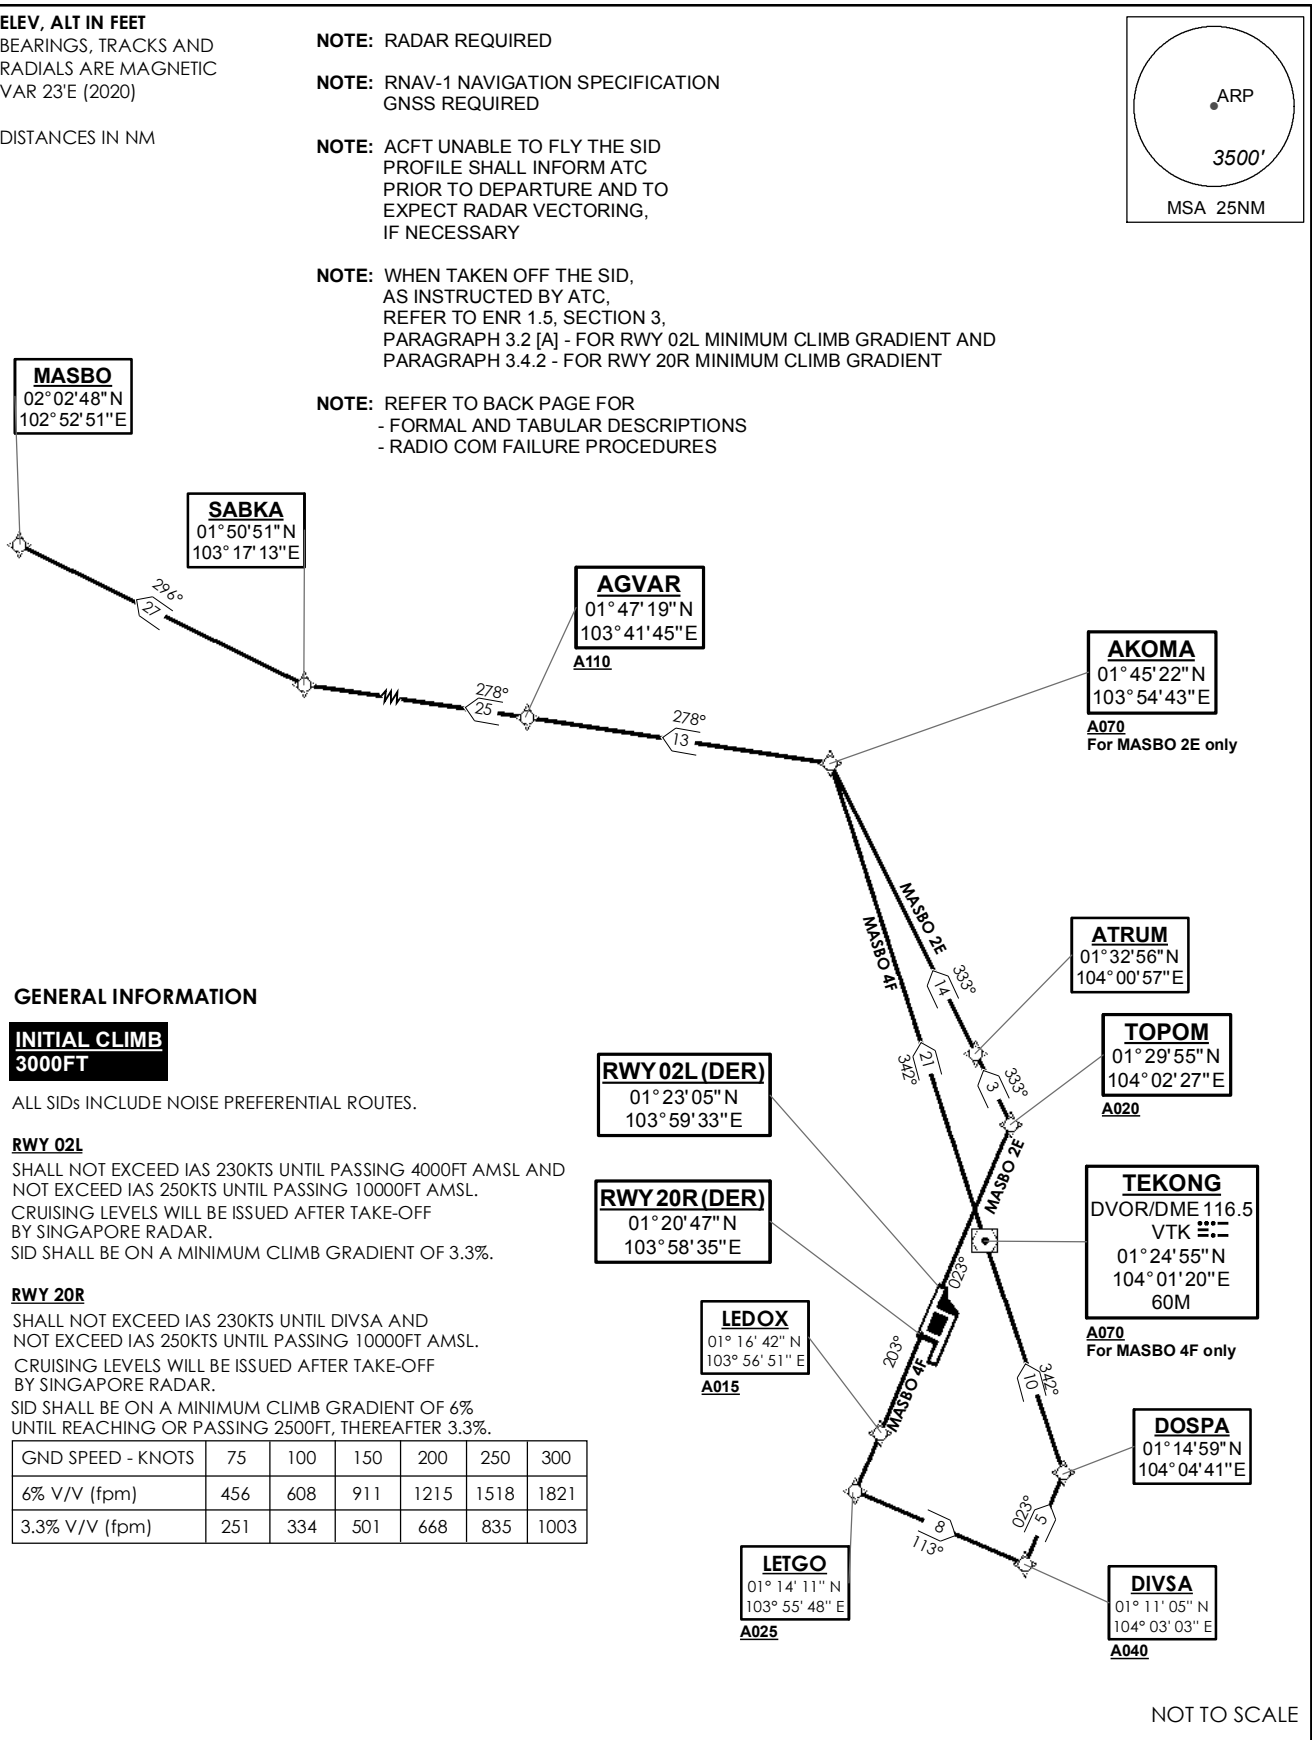 ELEV, ALT IN FEET
BEARINGS, TRACKS AND
RADIALS ARE MAGNETIC
VAR 23'E (2020)
DISTANCES IN NM
NOTE: RADAR REQUIRED
NOTE: RNAV-1 NAVIGATION SPECIFICATION
GNSS REQUIRED
NOTE: ACFT UNABLE TO FLY THE SID
PROFILE SHALL INFORM ATC
PRIOR TO DEPARTURE AND TO
EXPECT RADAR VECTORING,
IF NECESSARY
NOTE: WHEN TAKEN OFF THE SID,
AS INSTRUCTED BY ATC,
REFER TO ENR 1.5, SECTION 3,
PARAGRAPH 3.2 [A] - FOR RWY 02L MINIMUM CLIMB GRADIENT AND
PARAGRAPH 3.4.2 - FOR RWY 20R MINIMUM CLIMB GRADIENT
NOTE: REFER TO BACK PAGE FOR
- FORMAL AND TABULAR DESCRIPTIONS
- RADIO COM FAILURE PROCEDURES
ARP
3500'
MSA 25NM
MASBO
02°02'48"N
102°52'51"E
SABKA
01°50'51"N
103°17'13"E
AGVAR
01°47'19"N
103°41'45"E
A110
AKOMA
01°45'22"N
103°54'43"E
A070
For MASBO 2E only
296°
27
278°
25
278°
13
MASBO 2E
MASBO 4F
333°
14
ATRUM
01°32'56"N
104°00'57"E
TOPOM
01°29'55"N
104°02'27"E
A020
333°
3
21
342°
MASBO 2E
TEKONG
DVOR/DME 116.5
VTK
01°24'55"N
104°01'20"E
60M
A070
For MASBO 4F only
RWY 02L (DER)
01°23'05"N
103°59'33"E
RWY 20R (DER)
01°20'47"N
103°58'35"E
023°
203°
MASBO 4F
LEDOX
01° 16' 42" N
103° 56' 51" E
A015
342°
10
DOSPA
01°14'59"N
104°04'41"E
023°
5
8
113°
LETGO
01° 14' 11" N
103° 55' 48" E
A025
DIVSA
01° 11' 05" N
104° 03' 03" E
A040
GENERAL INFORMATION
INITIAL CLIMB
3000FT
ALL SIDs INCLUDE NOISE PREFERENTIAL ROUTES.
RWY 02L
SHALL NOT EXCEED IAS 230KTS UNTIL PASSING 4000FT AMSL AND
NOT EXCEED IAS 250KTS UNTIL PASSING 10000FT AMSL.
CRUISING LEVELS WILL BE ISSUED AFTER TAKE-OFF
BY SINGAPORE RADAR.
SID SHALL BE ON A MINIMUM CLIMB GRADIENT OF 3.3%.
RWY 20R
SHALL NOT EXCEED IAS 230KTS UNTIL DIVSA AND
NOT EXCEED IAS 250KTS UNTIL PASSING 10000FT AMSL.
CRUISING LEVELS WILL BE ISSUED AFTER TAKE-OFF
BY SINGAPORE RADAR.
SID SHALL BE ON A MINIMUM CLIMB GRADIENT OF 6%
UNTIL REACHING OR PASSING 2500FT, THEREAFTER 3.3%.
GND SPEED - KNOTS 75 100 150 200 250 300
6% V/V (fpm) 456 608 911 1215 1518 1821
3.3% V/V (fpm) 251 334 501 668 835 1003
NOT TO SCALE